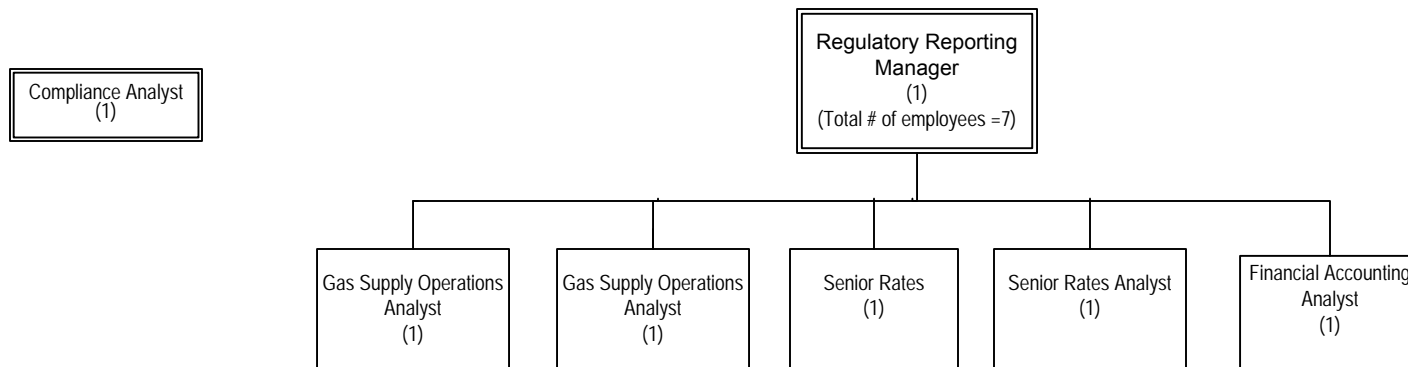 Compliance Analyst
(1)
Regulatory Reporting
Manager
(1)
(Total # of employees =7)
Gas Supply Operations
Analyst
(1)
Gas Supply Operations
Analyst
(1)
Senior Rates
(1)
Senior Rates Analyst
(1)
Financial Accounting
Analyst
(1)